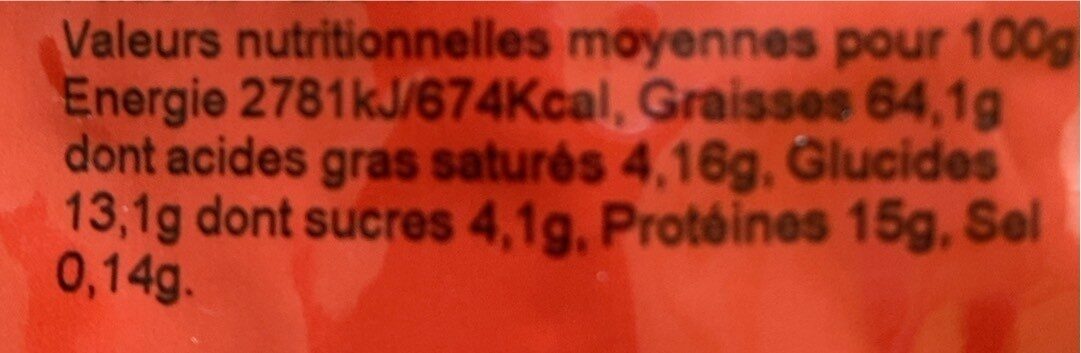 Valeurs nutritionnelles moyennes pour 100g
Energie 2781kJ/674Kcal, Graisses 64,1g
dont acides gras saturés 4,16g, Glucides
13,1g dont sucres 4,1g, Protéines 15g, Sel
0,14g.